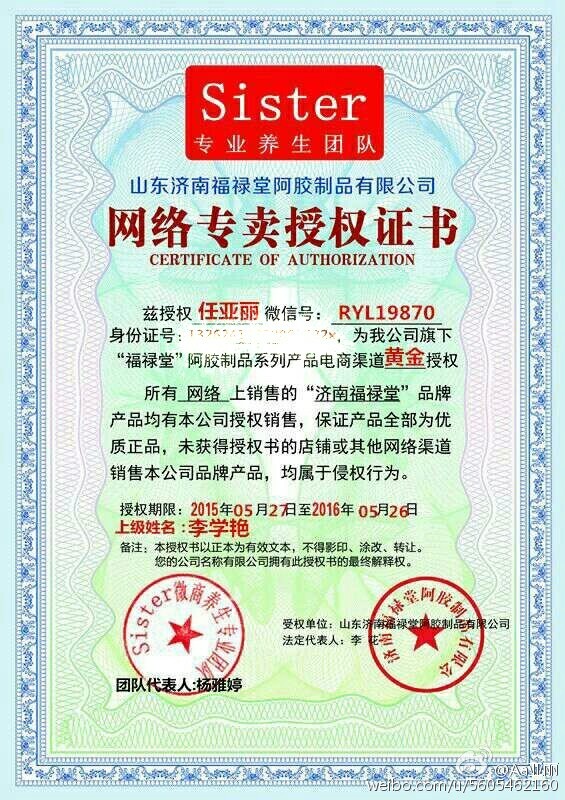 Sister
专业养生团队
山东济南福禄堂阿胶制品有限公司
网络专卖授权证书
CERTIFICATE OF AUTHORIZATION
兹授权 任亚丽 微信号： RYL19870
身份证号： ，为我公司旗下
“福禄堂”阿胶制品系列产品电商渠道黄金授权
所有 网络 上销售的“济南福禄堂”品牌
产品均有本公司授权销售，保证产品全部为优
质正品，未获得授权书的店铺或其他网络渠道
销售本公司品牌产品，均属于侵权行为。
授权期限：2015年05月27日至2016年05月26日
上级姓名：李学艳
备注：本授权书以正本为有效文本，不得影印、涂改、转让。
您的公司名称有限公司拥有此授权书的最终解释权。
Sister微商养生专业团队
团队代表人:杨雅婷
受权单位：山东济南福禄堂阿胶制品有限公司
法定代表人：李 花
济南福禄堂阿胶制品有限公
weibo.com/u/5605462160